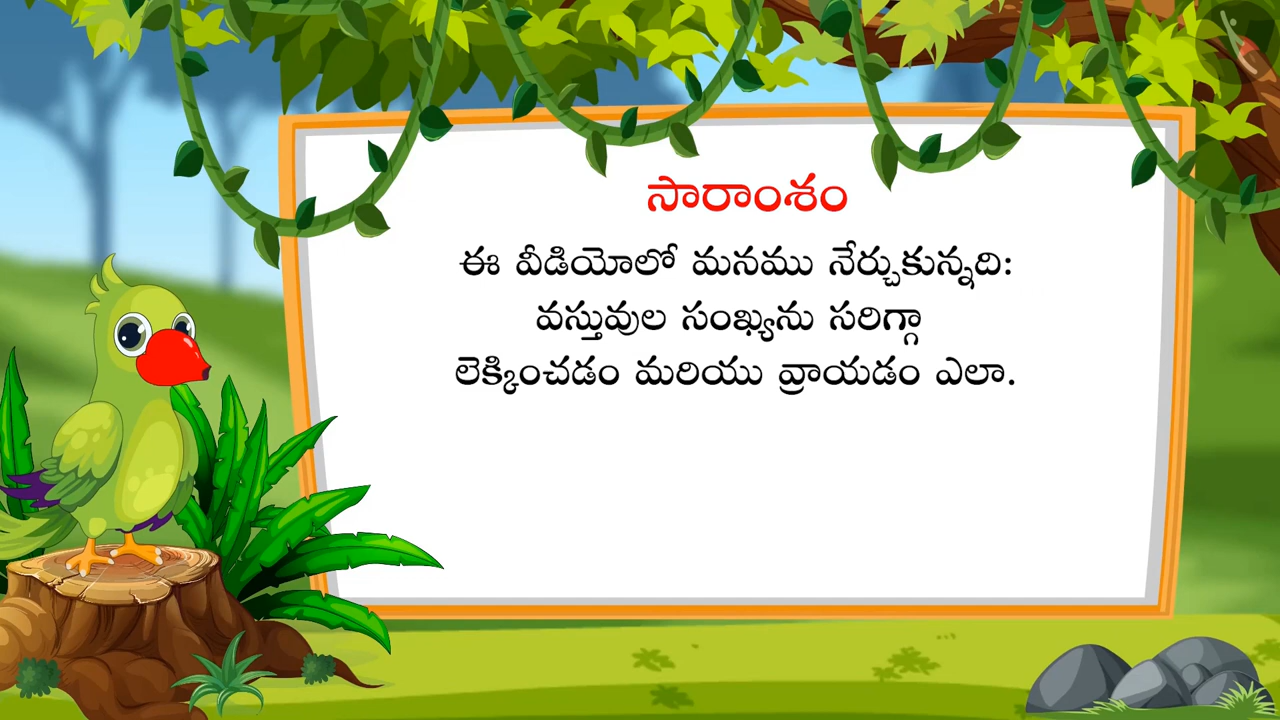 సారాంశం
ఈ వీడియోలో మనము నేర్చుకున్నది:
వస్తువుల సంఖ్యను సరిగ్గా
లెక్కించడం మరియు వ్రాయడం ఎలా.